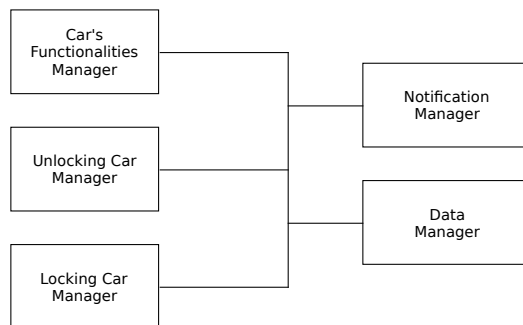 Car's
Functionalities
Manager
Unlocking Car
Manager
Locking Car
Manager
Notification
Manager
Data
Manager